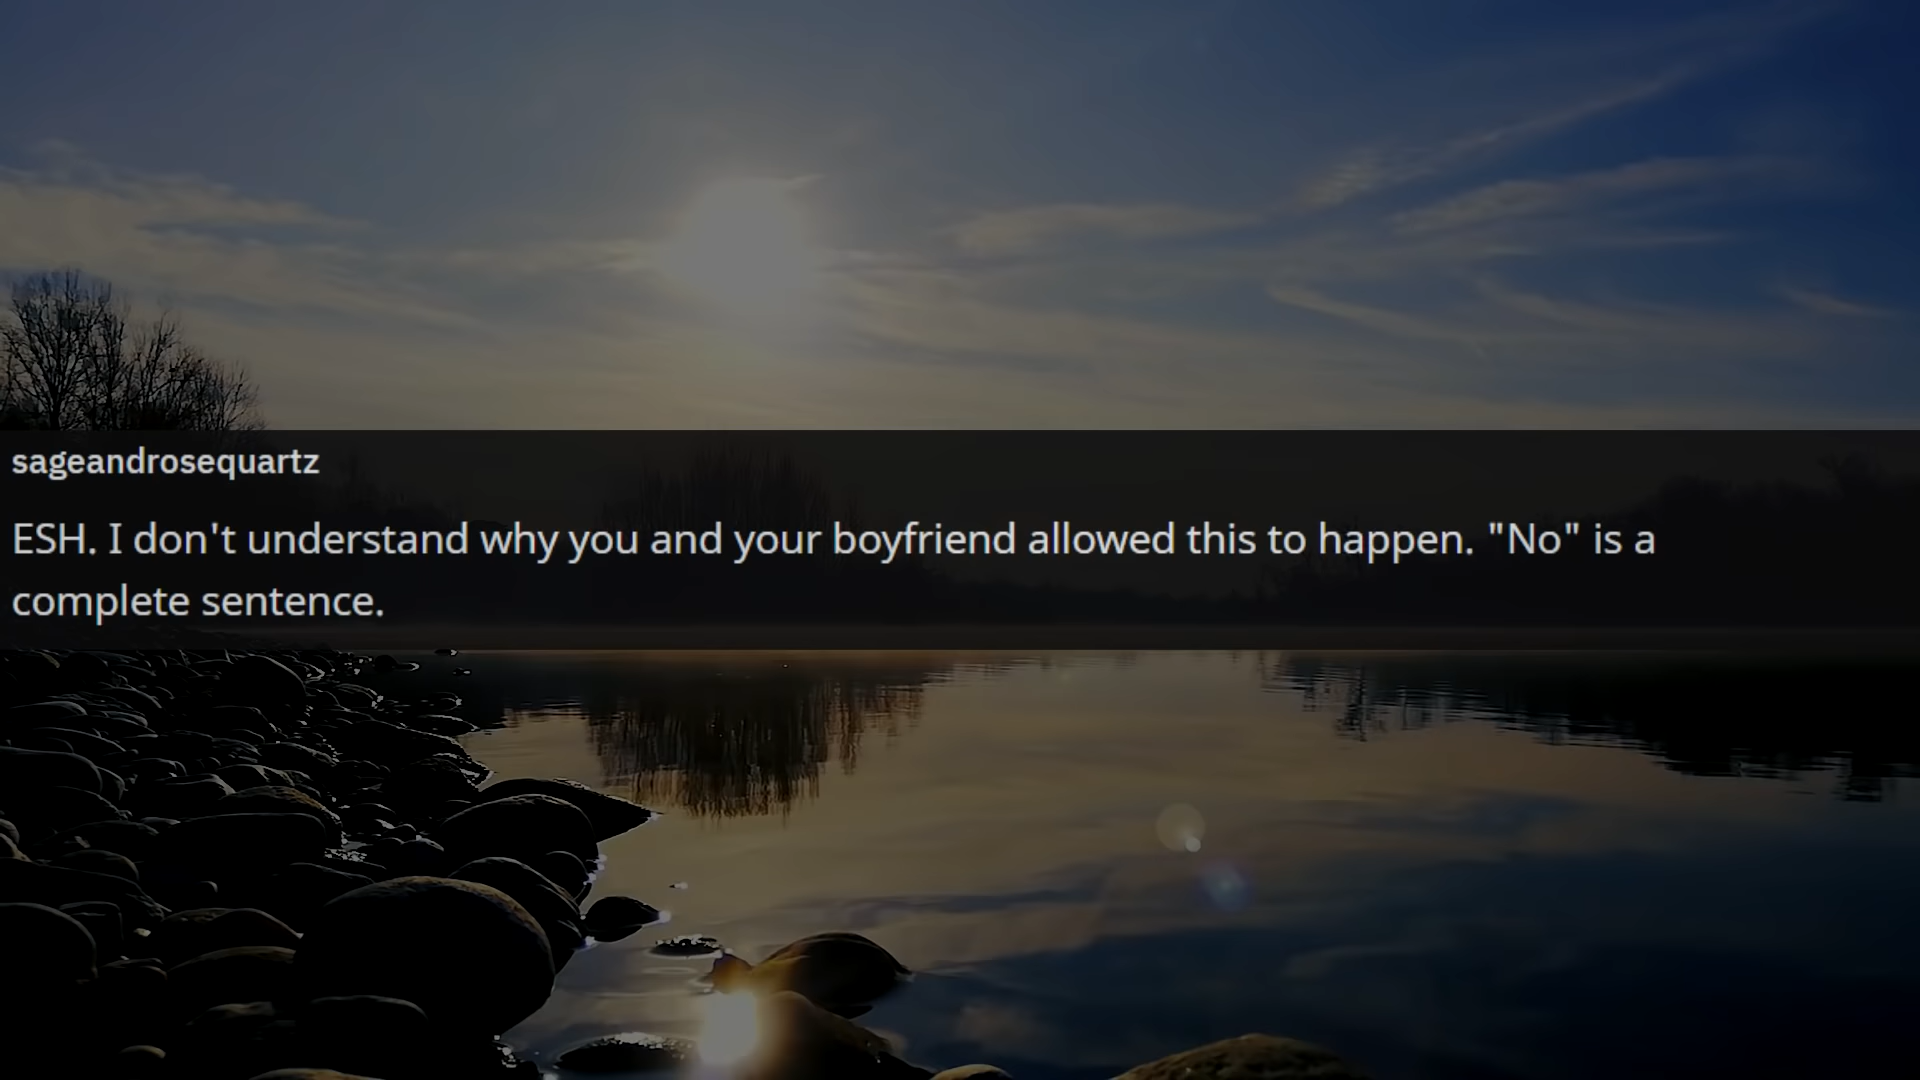 sageandrosequartz
ESH. I don't understand why you and your boyfriend allowed this to happen. "No" is a
complete sentence.